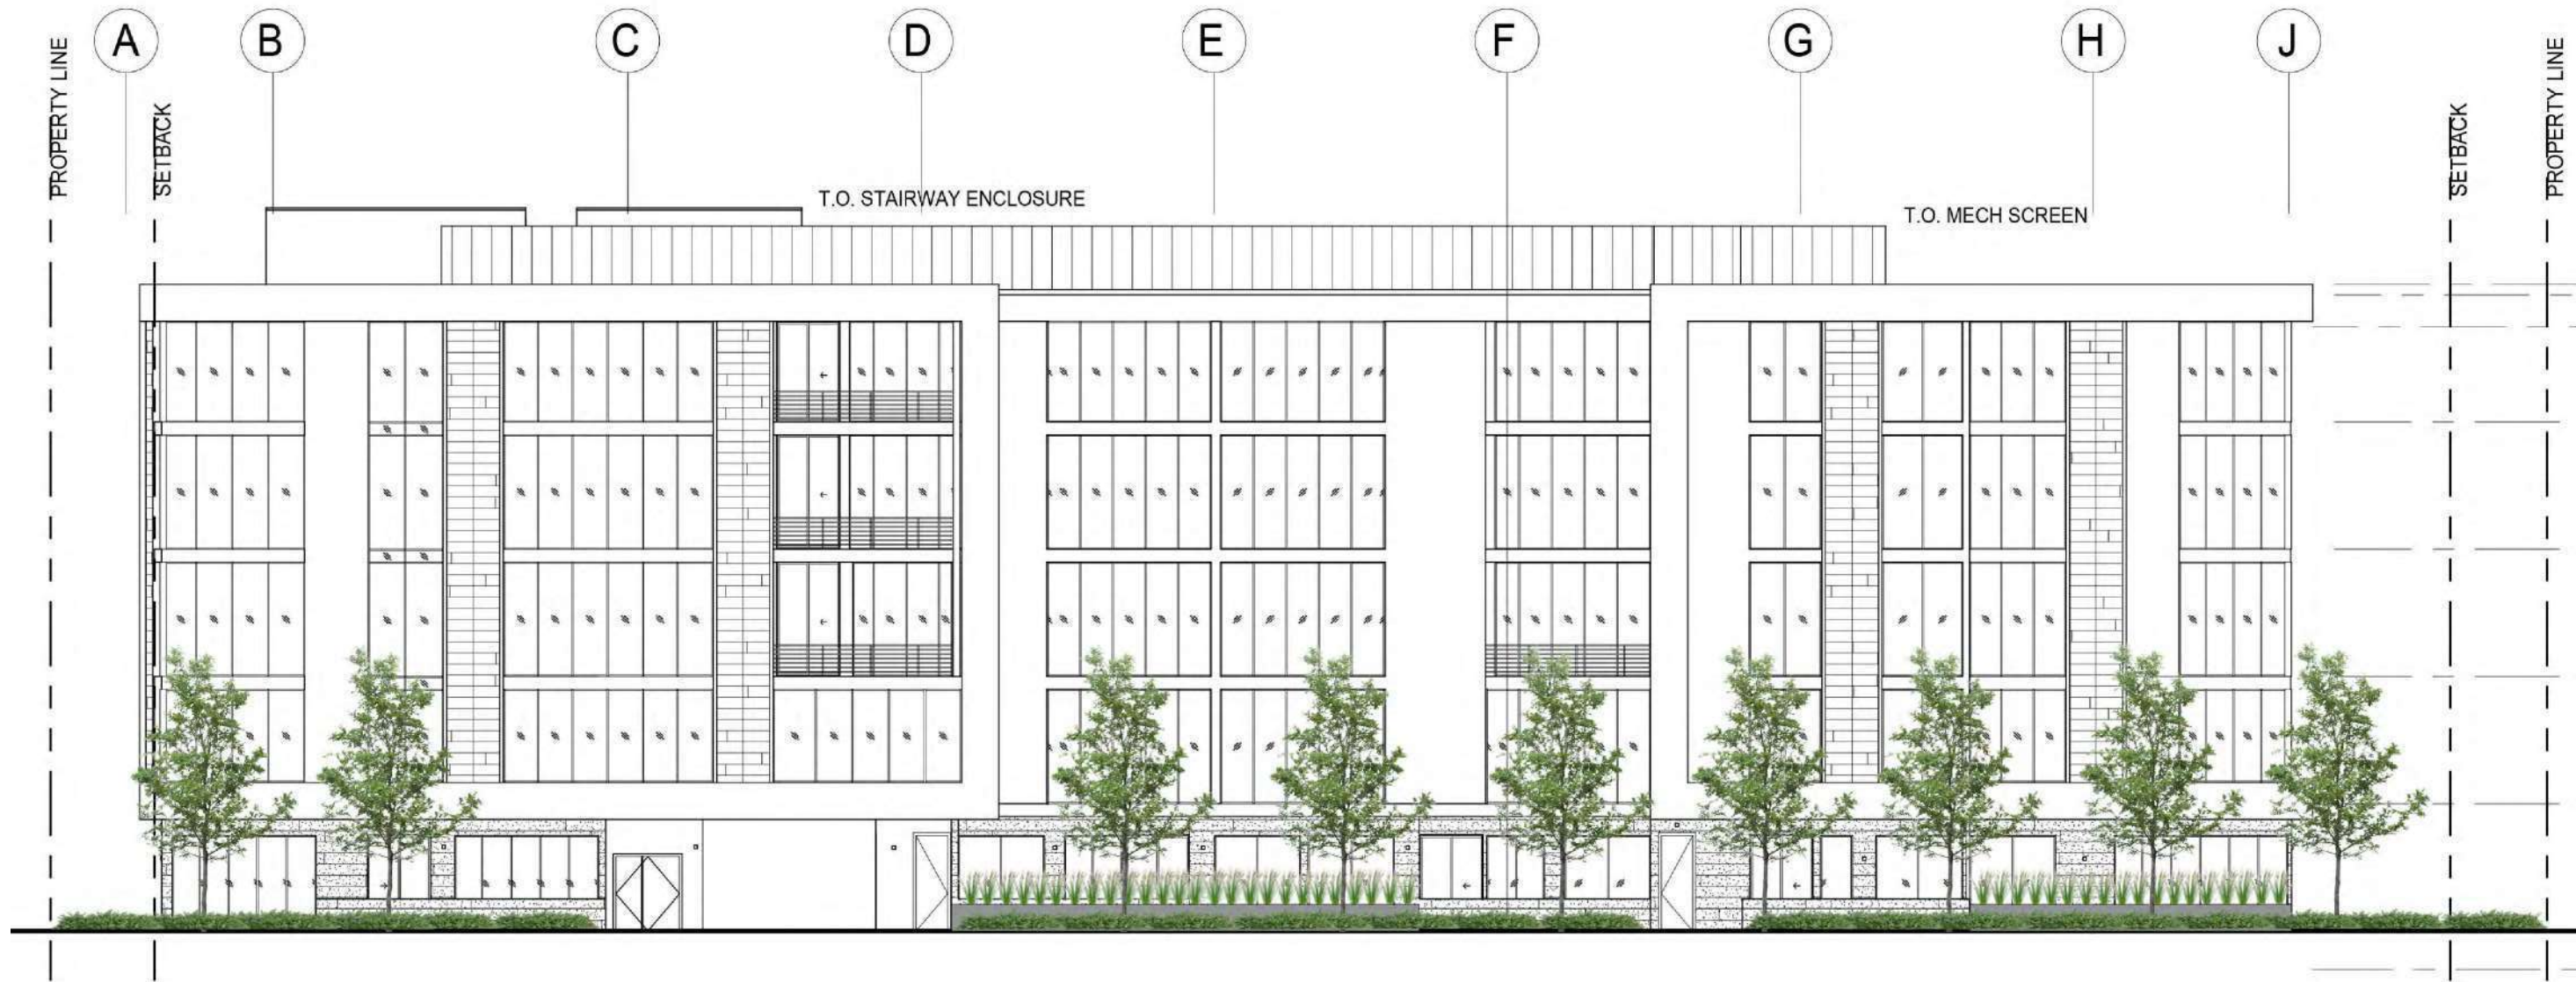 A
B
C
D
E
F
G
H
J
PROPERTY LINE
SETBACK
T.O. STAIRWAY ENCLOSURE
T.O. MECH SCREEN
SETBACK
PROPERTY LINE